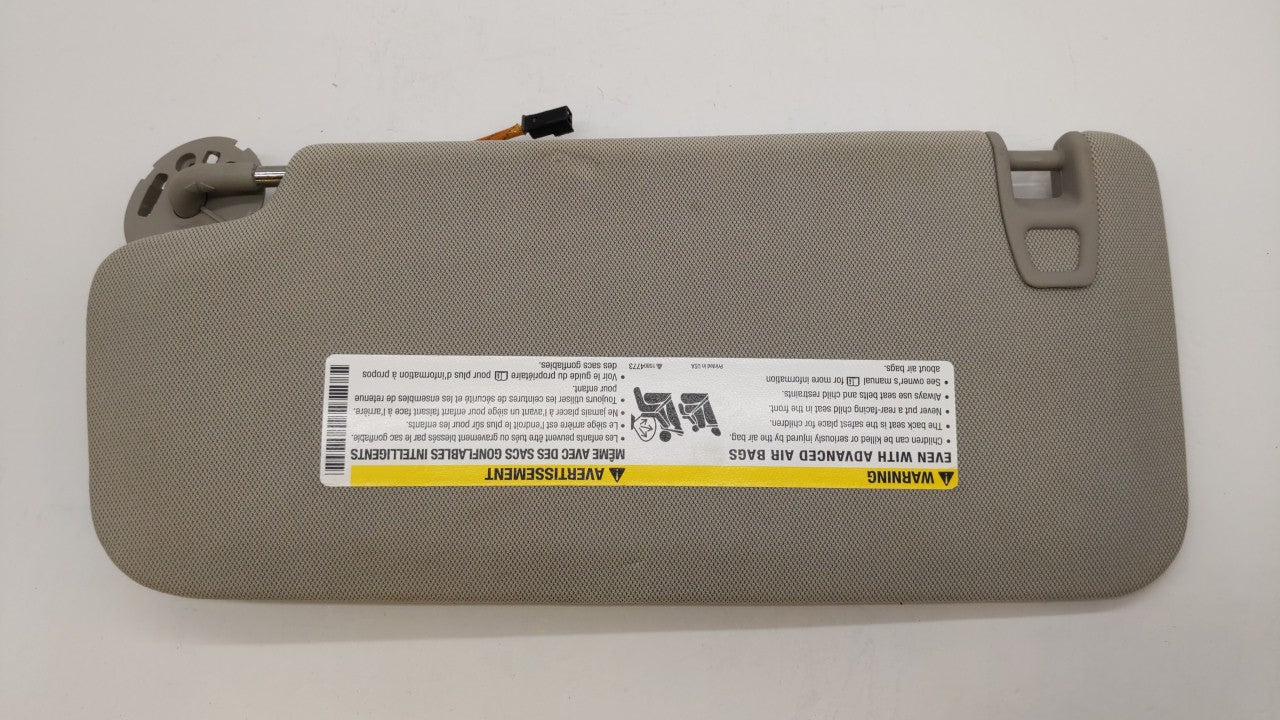 WARNING
EVEN WITH ADVANCED AIR BAGS
• Children can be killed or seriously injured by the air bag.
• The back seat is the safest place for children.
• Never put a rear-facing child seat in the front.
• Always use seat belts and child restraints.
• See owner's manual for more information
about air bags.
Printed in USA
AVERTISSEMENT
MÊME AVEC DES SACS GONFLABLES INTELLIGENTS
• Les enfants peuvent être tués ou gravement blessés par le sac gonflable.
• Le siège arrière est l'endroit le plus sûr pour les enfants.
• Ne jamais placer à l'avant un siège pour enfant faisant face à l'arrière.
• Toujours utiliser les ceintures de sécurité et les ensembles de retenue
pour enfant.
• Voir le guide du propriétaire pour plus d'information à propos
des sacs gonflables.